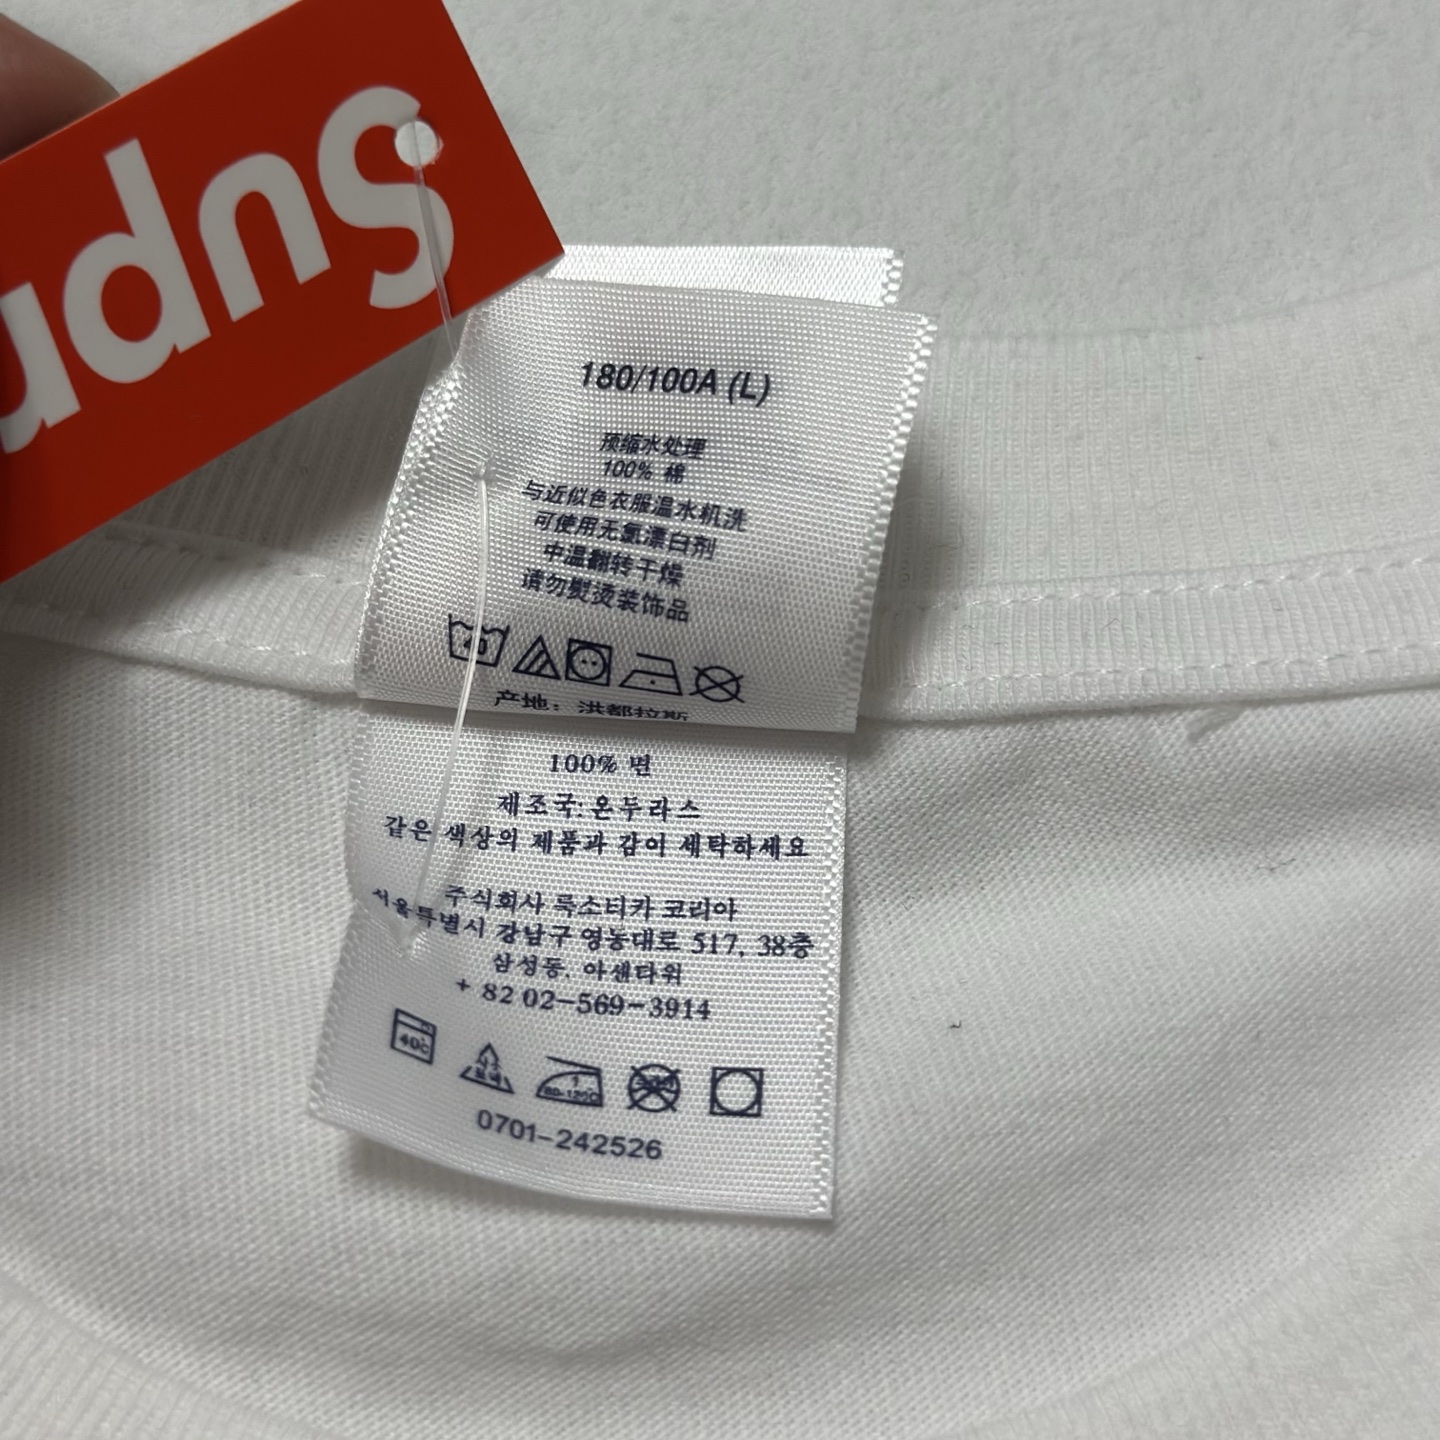 Supr
180/100A (L)
预缩水处理
100% 棉
与近似色衣服温水机洗
可使用无氯漂白剂
中温翻转干燥
请勿熨烫装饰品
40
产地：洪都拉斯
100% 면
제조국: 온두라스
같은 색상의 제품과 같이 세탁하세요
주식회사 룩소티카 코리아
서울특별시 강남구 영동대로 517, 38층
삼성동, 아셈타워
+ 82 02-569-3914
40℃
80-120℃
0701-242526